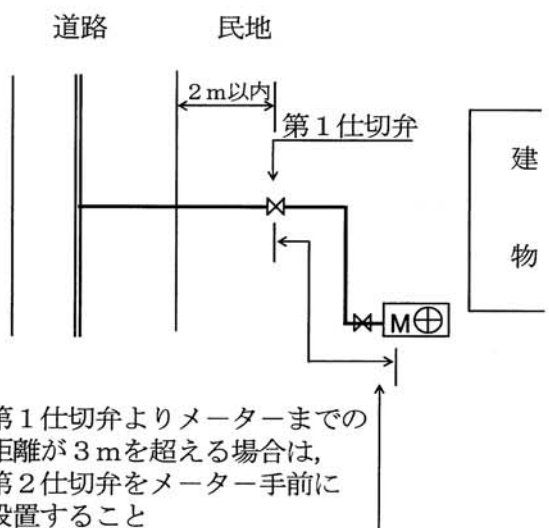 道路 民地
2m以内
第1仕切弁
建
物
M
第1仕切弁よりメーターまでの
距離が3mを超える場合は,
第2仕切弁をメーター手前に
設置すること